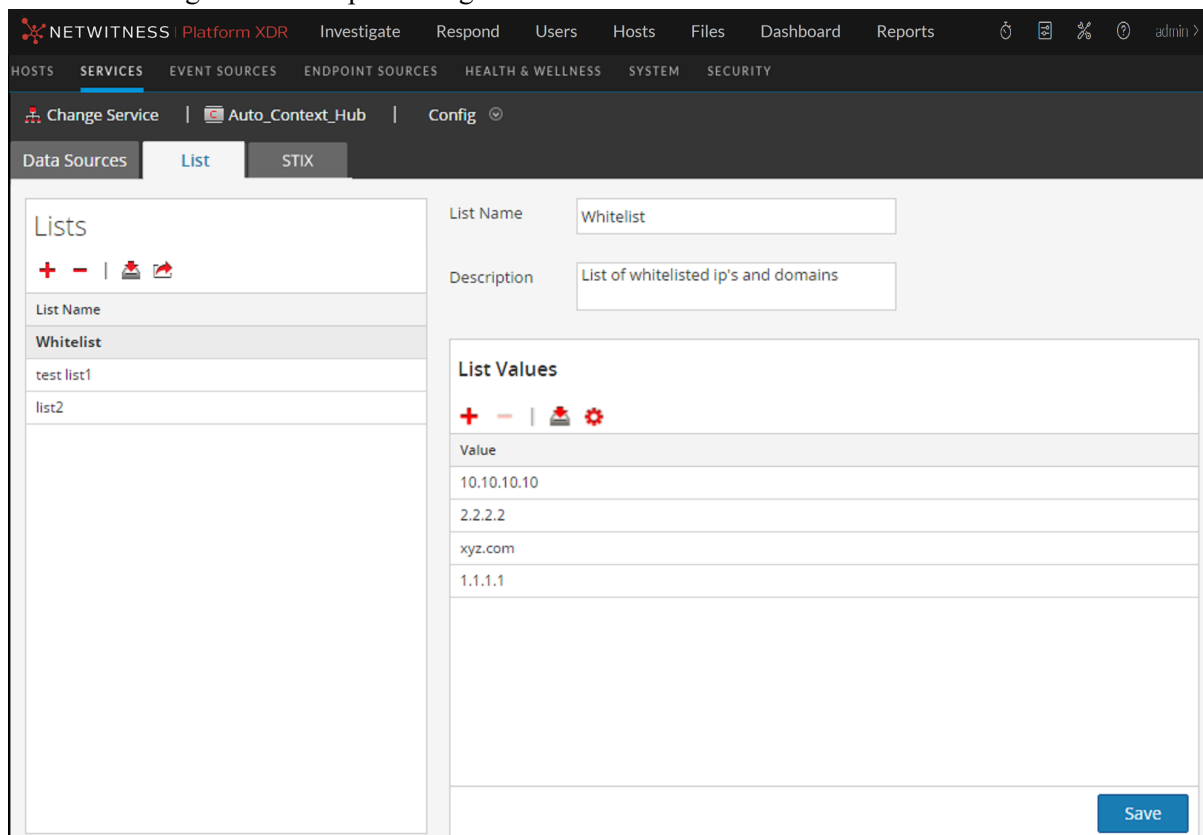 NETWITNESS | Platform XDR Investigate Respond Users Hosts Files Dashboard Reports admin >
HOSTS SERVICES EVENT SOURCES ENDPOINT SOURCES HEALTH & WELLNESS SYSTEM SECURITY
Change Service | C Auto_Context_Hub | Config
Data Sources List STIX
Lists
List Name
Whitelist
test list1
list2
List Name Whitelist
Description List of whitelisted ip's and domains
List Values
Value
10.10.10.10
2.2.2.2
xyz.com
1.1.1.1
Save